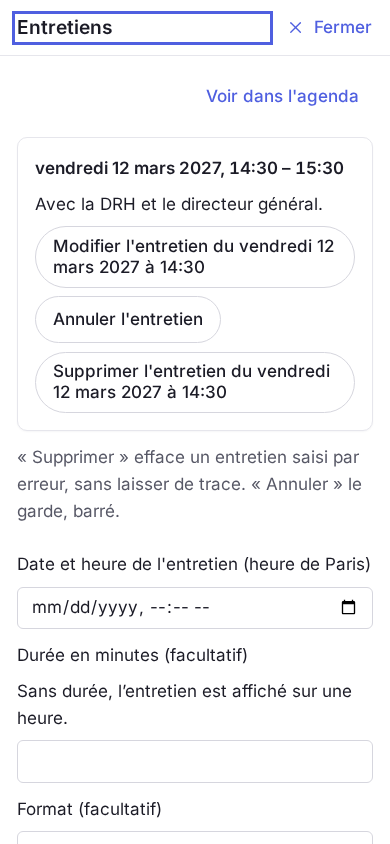 Entretiens
Fermer
Voir dans l'agenda
vendredi 12 mars 2027, 14:30 – 15:30
Avec la DRH et le directeur général.
Modifier l'entretien du vendredi 12
mars 2027 à 14:30
Annuler l'entretien
Supprimer l'entretien du vendredi
12 mars 2027 à 14:30
« Supprimer » efface un entretien saisi par
erreur, sans laisser de trace. « Annuler » le
garde, barré.
Date et heure de l'entretien (heure de Paris)
mm/dd/yyyy, --:-- --
Durée en minutes (facultatif)
Sans durée, l’entretien est affiché sur une
heure.
Format (facultatif)